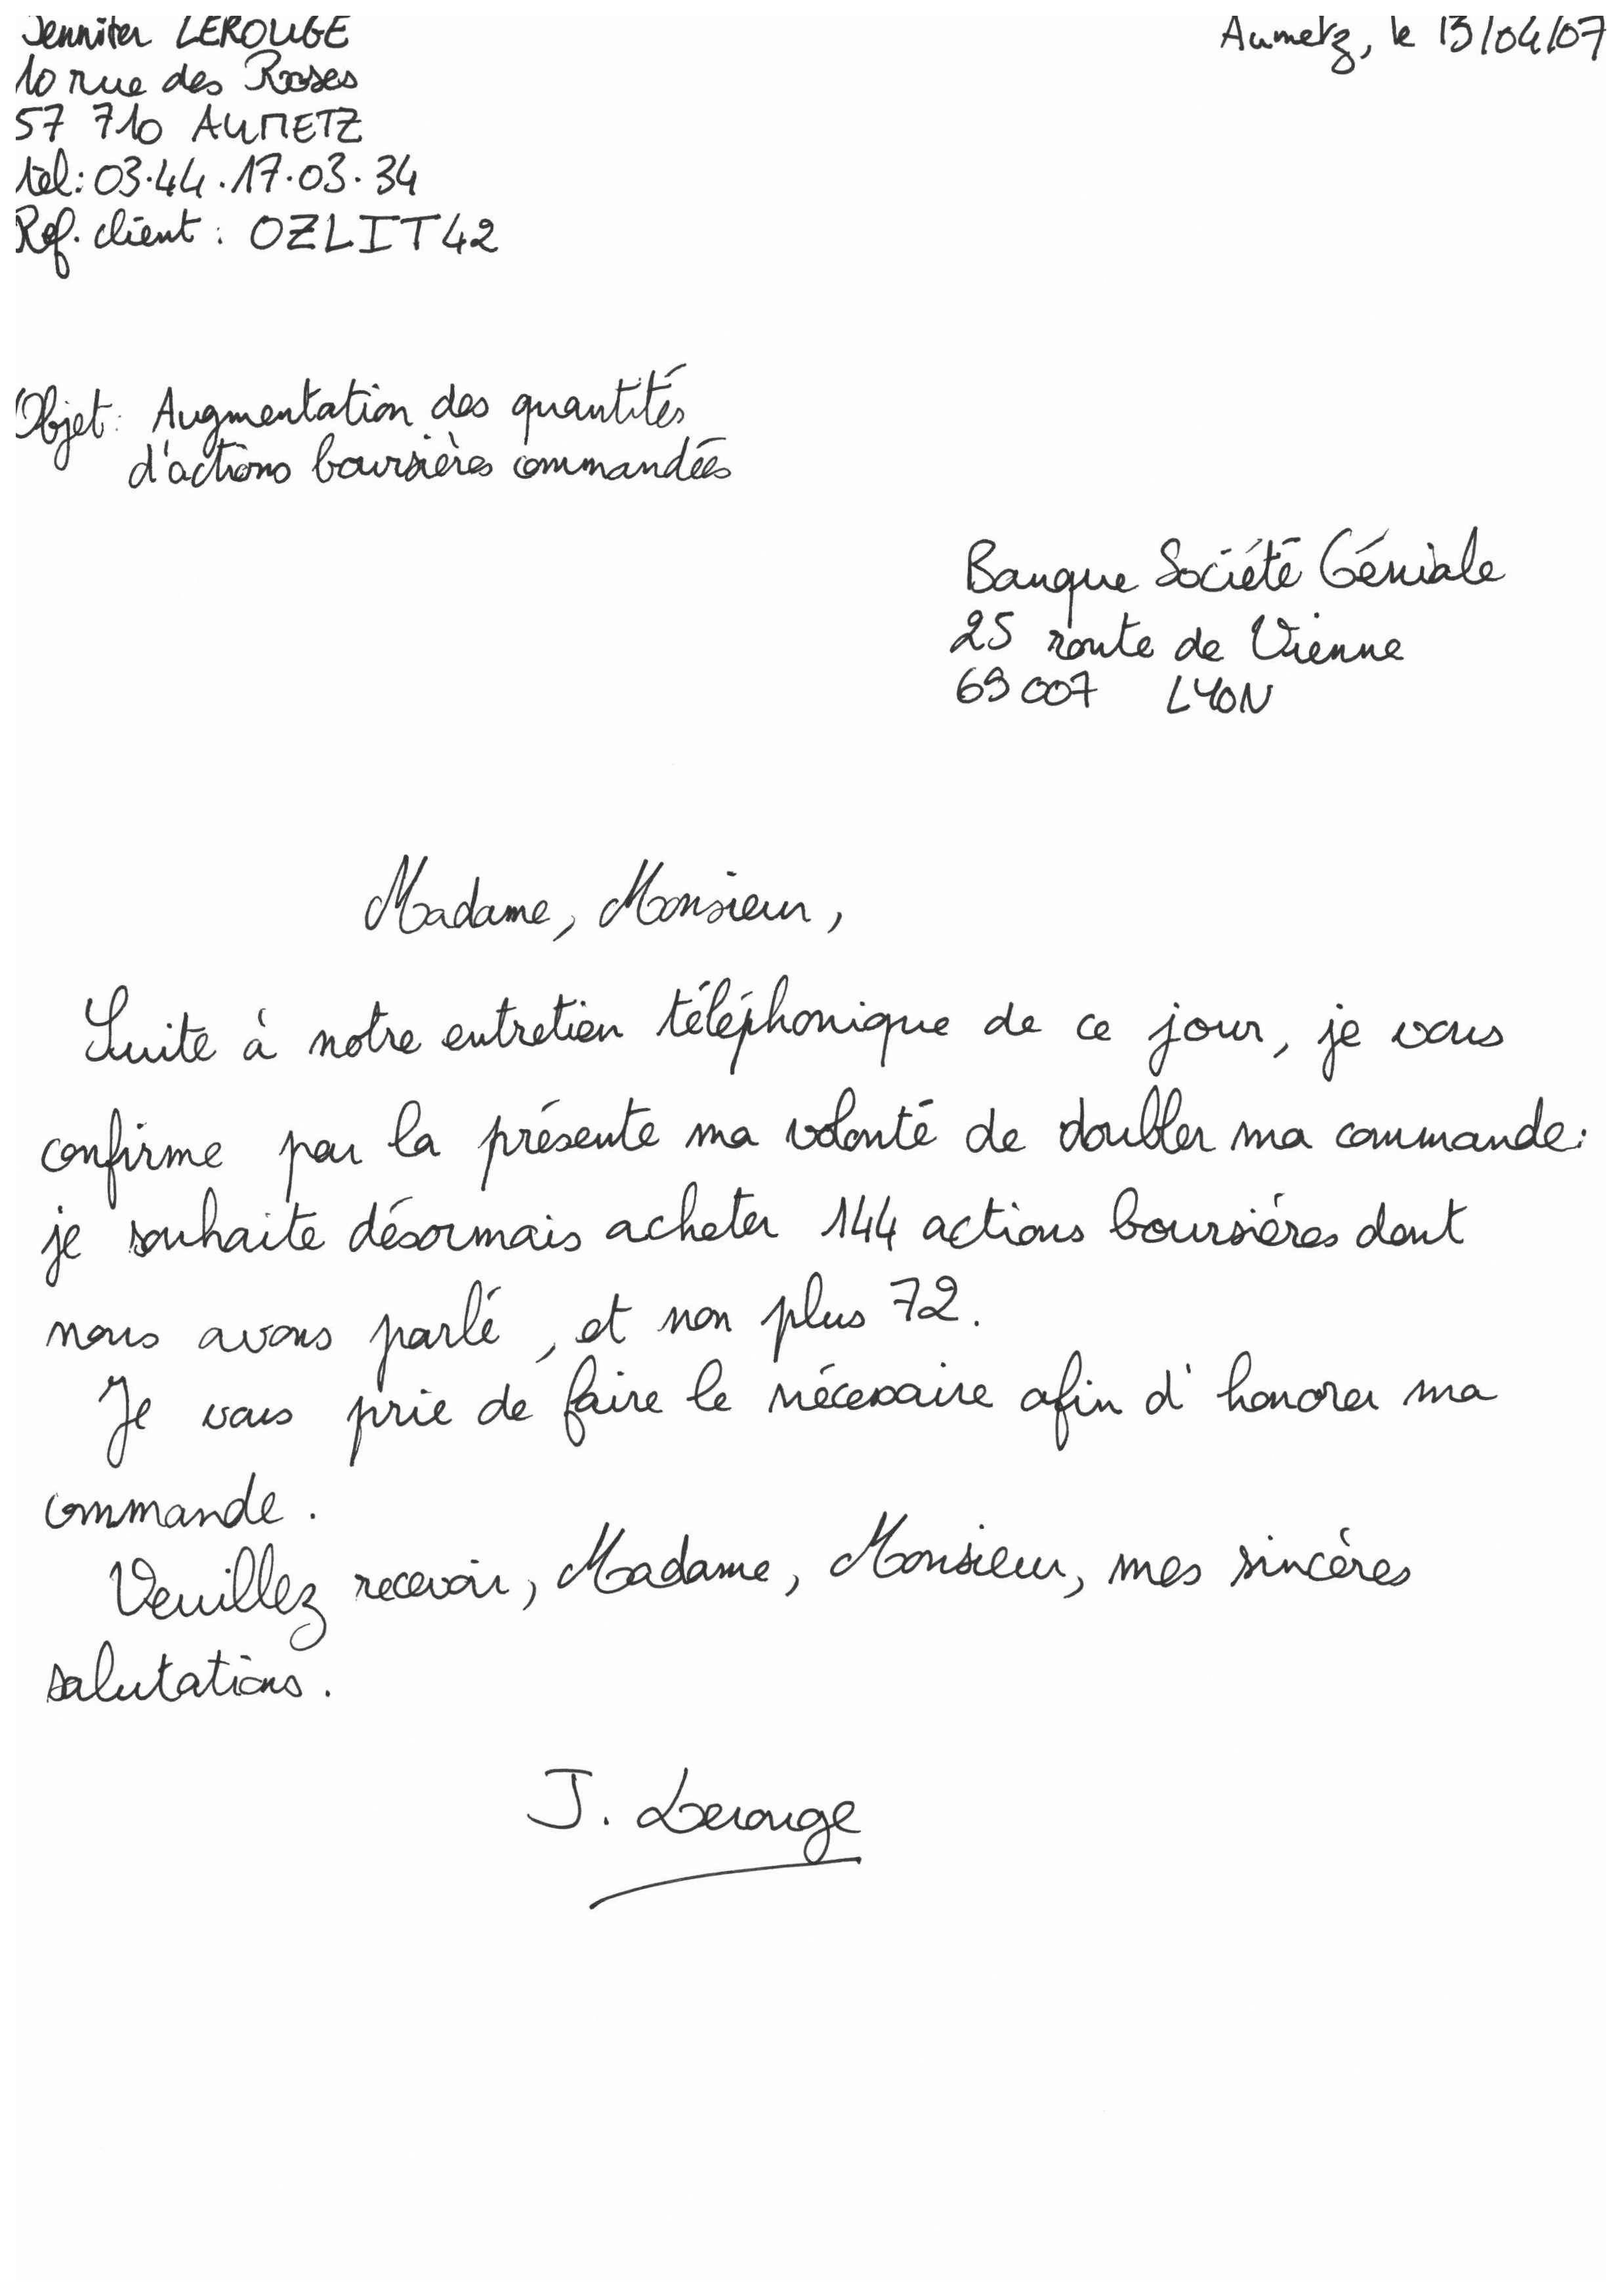 Jennifer LEROUGE
10 rue des Roses
57 710 AUMETZ
tel: 03.44.17.03.34
Ref. client : OZLIT42
Aumetz, le 13/04/07
Objet: Augmentation des quantités
d'actions boursières commandées
Banque Société Géniale
25 route de Vienne
69 007 LYON
Madame, Monsieur,
Suite à notre entretien téléphonique de ce jour, je vous
confirme par la présente ma volonté de doubler ma commande:
je souhaite désormais acheter 144 actions boursières dont
nous avons parlé, et non plus 72.
Je vous prie de faire le nécessaire afin d'honorer ma
commande.
Veuillez recevoir, Madame, Monsieur, mes sincères
salutations.
J. Lerouge